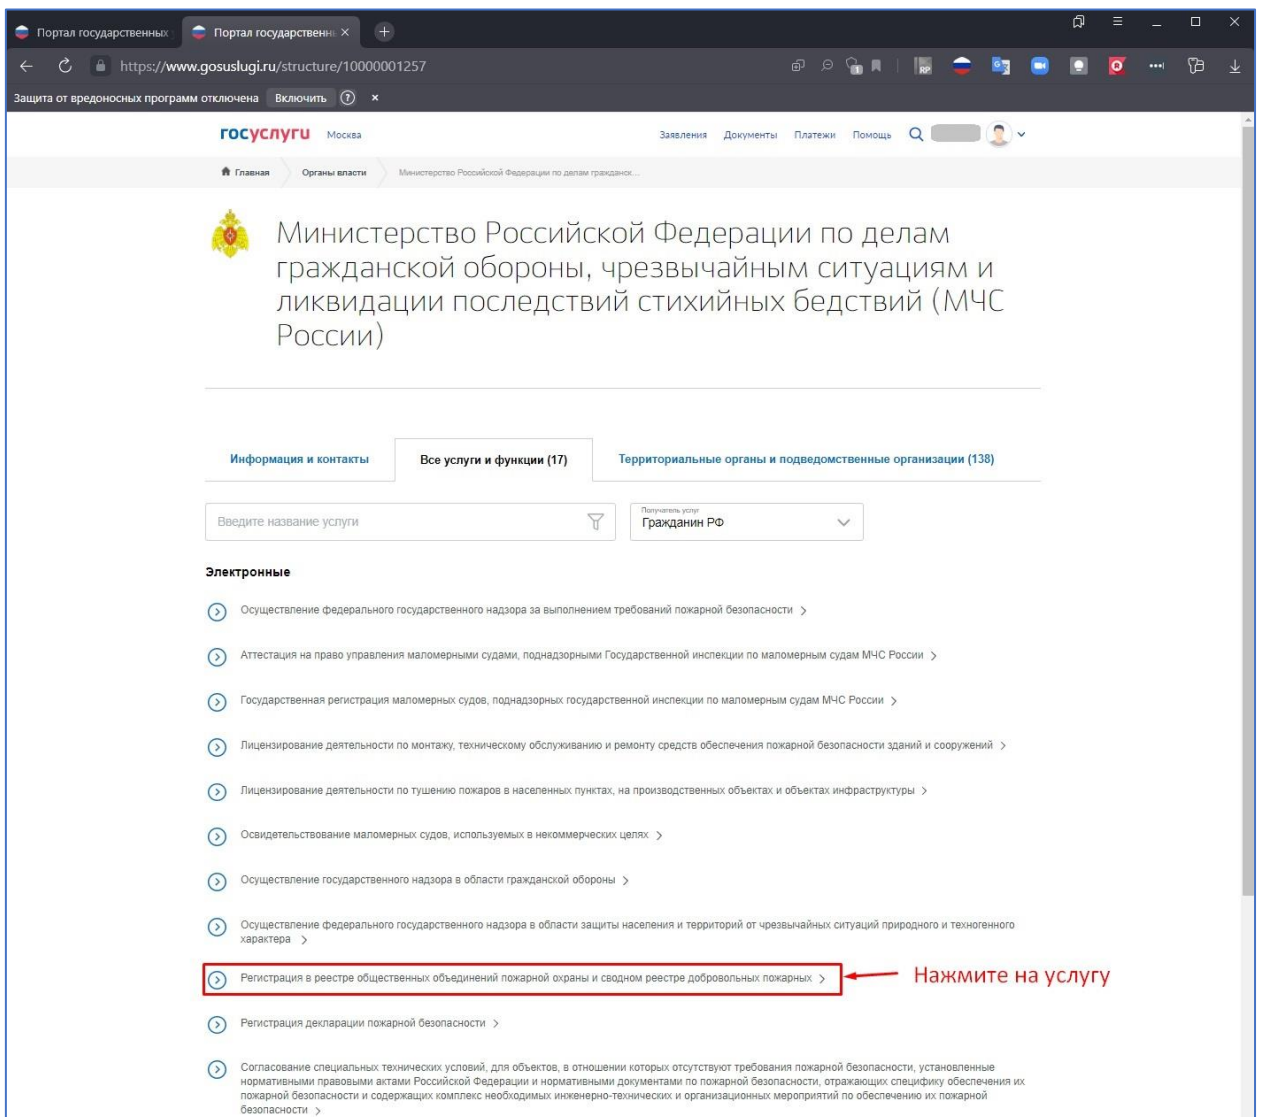 Портал государственных
Портал государственн
https://www.gosuslugi.ru/structure/10000001257
Защита от вредоносных программ отключена Включить
госуслуги Москва Заявления Документы Платежи Помощь
Главная Органы власти Министерство Российской Федерации по делам гражданск...
Министерство Российской Федерации по делам
гражданской обороны, чрезвычайным ситуациям и
ликвидации последствий стихийных бедствий (МЧС
России)
Информация и контакты Все услуги и функции (17) Территориальные органы и подведомственные организации (138)
Введите название услуги
Получатель услуг
Гражданин РФ
Электронные
Осуществление федерального государственного надзора за выполнением требований пожарной безопасности
Аттестация на право управления маломерными судами, поднадзорными Государственной инспекции по маломерным судам МЧС России
Государственная регистрация маломерных судов, поднадзорных государственной инспекции по маломерным судам МЧС России
Лицензирование деятельности по монтажу, техническому обслуживанию и ремонту средств обеспечения пожарной безопасности зданий и сооружений
Лицензирование деятельности по тушению пожаров в населенных пунктах, на производственных объектах и объектах инфраструктуры
Освидетельствование маломерных судов, используемых в некоммерческих целях
Осуществление государственного надзора в области гражданской обороны
Осуществление федерального государственного надзора в области защиты населения и территорий от чрезвычайных ситуаций природного и техногенного
характера
Регистрация в реестре общественных объединений пожарной охраны и сводном реестре добровольных пожарных
Нажмите на услугу
Регистрация декларации пожарной безопасности
Согласование специальных технических условий, для объектов, в отношении которых отсутствуют требования пожарной безопасности, установленные
нормативными правовыми актами Российской Федерации и нормативными документами по пожарной безопасности, отражающих специфику обеспечения их
пожарной безопасности и содержащих комплекс необходимых инженерно-технических и организационных мероприятий по обеспечению их пожарной
безопасности